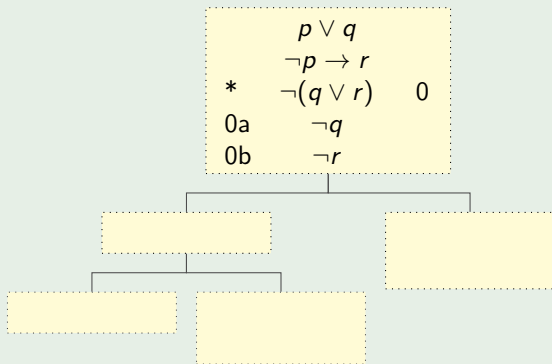 p ∨ q
¬p → r
* ¬(q ∨ r) 0
0a ¬q
0b ¬r